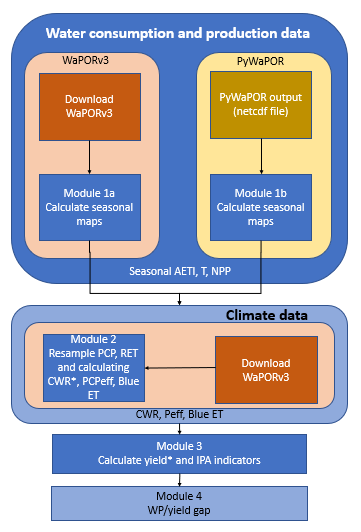 Water consumption and production data
WaPORv3
PyWaPOR
Download
WaPORv3
PyWaPOR output
(netcdf file)
Module 1a
Calculate seasonal
maps
Module 1b
Calculate seasonal
maps
Seasonal AETI, T, NPP
Climate data
Module 2
Resample PCP, RET
and calculating
CWR*, PCPeff, Blue
ET
Download
WaPORv3
CWR, Peff, Blue ET
Module 3
Calculate yield* and IPA indicators
Module 4
WP/yield gap